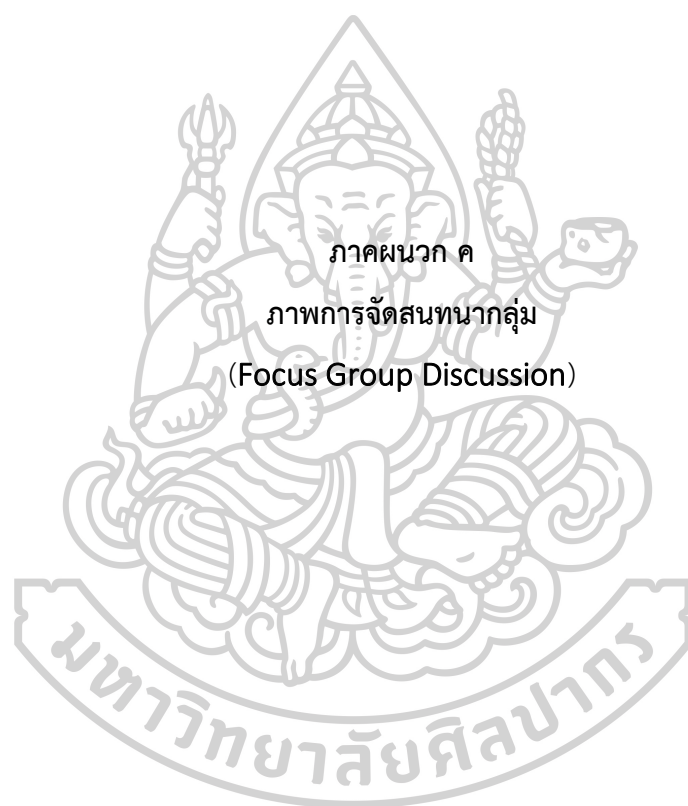 ภาคผนวก ค
ภาพการจัดสนทนากลุ่ม
(Focus Group Discussion)
มหาวิทยาลัยศิลปากร